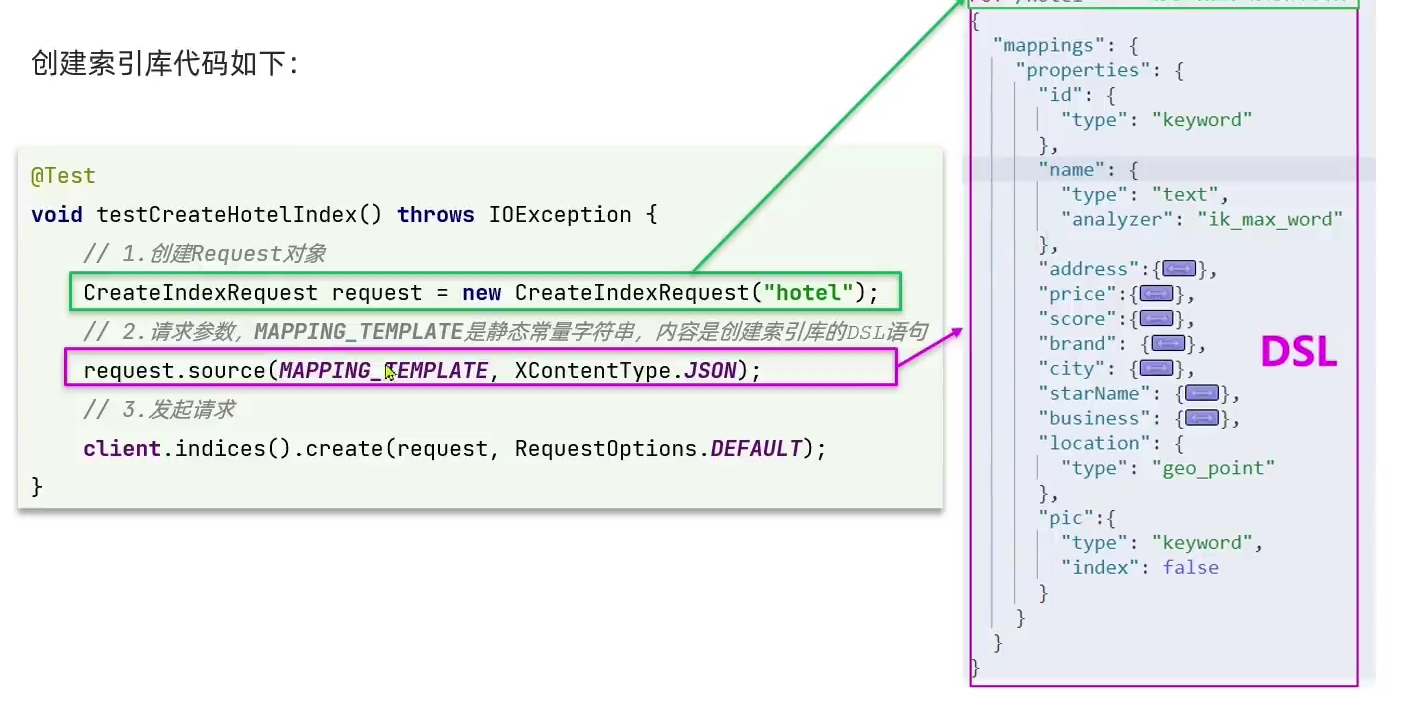 创建索引库代码如下：
@Test
void testCreateHotelIndex() throws IOException {
// 1.创建Request对象
CreateIndexRequest request = new CreateIndexRequest("hotel");
// 2.请求参数，MAPPING_TEMPLATE是静态常量字符串，内容是创建索引库的DSL语句
request.source(MAPPING_TEMPLATE, XContentType.JSON);
// 3.发起请求
client.indices().create(request, RequestOptions.DEFAULT);
}
{
"mappings": {
"properties": {
"id": {
"type": "keyword"
},
"name": {
"type": "text",
"analyzer": "ik_max_word"
},
"address":{},
"price":{},
"score":{},
"brand": {},
"city": {},
"starName": {},
"business": {},
"location": {
"type": "geo_point"
},
"pic":{
"type": "keyword",
"index": false
}
}
}
}
DSL